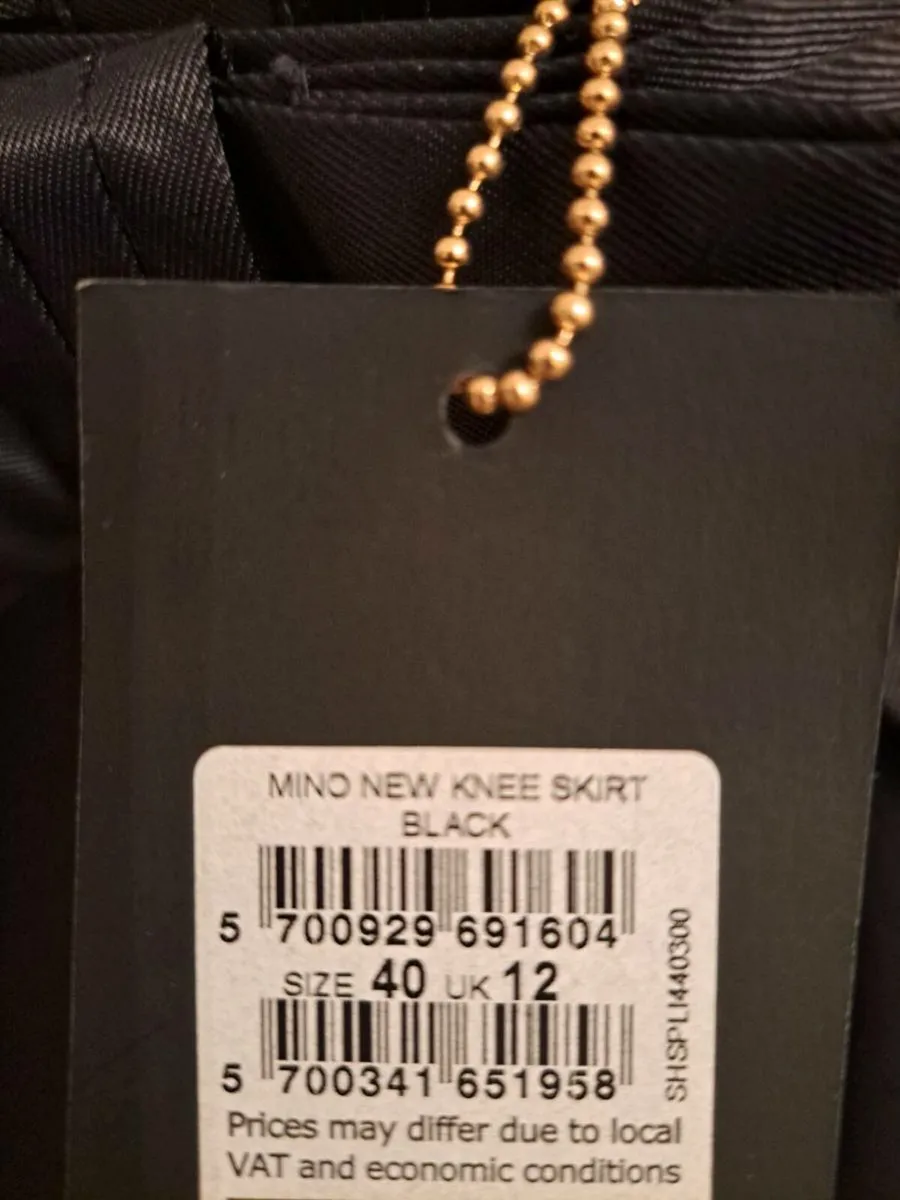 MINO NEW KNEE SKIRT
BLACK
5 700929 691604
SIZE 40 UK 12
5 700341 651958
SHSPLI440300
Prices may differ due to local
VAT and economic conditions